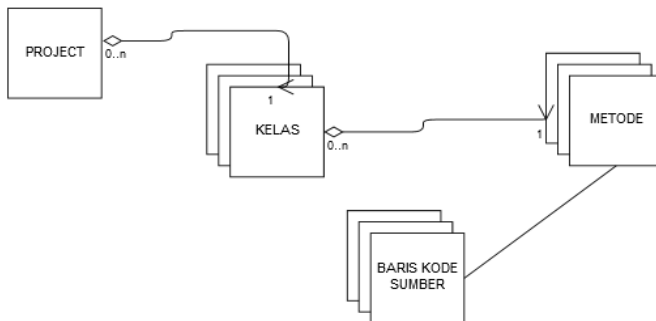 PROJECT
0..n
1
KELAS
0..n
1
METODE
BARIS KODE
SUMBER